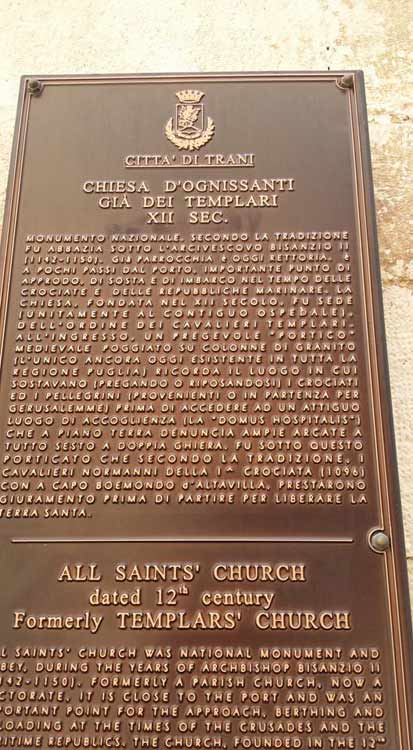 CITTA' DI TRANI
CHIESA D'OGNISSANTI
GIÀ DEI TEMPLARI
XII SEC.
MONUMENTO NAZIONALE, SECONDO LA TRADIZIONE
FU ABBAZIA SOTTO L'ARCIVESCOVO BISANZIO II
(1142-1150). GIÀ PARROCCHIA è OGGI RETTORIA. è
A POCHI PASSI DAL PORTO, IMPORTANTE PUNTO DI
APPRODO, DI SOSTA E DI IMBARCO NEL TEMPO DELLE
CROCIATE E DELLE REPUBBLICHE MARINARE. LA
CHIESA, FONDATA NEL XII SECOLO, FU SEDE
(UNITAMENTE AL CONTIGUO OSPEDALE),
DELL'ORDINE DEI CAVALIERI TEMPLARI.
ALL'INGRESSO, UN PREGEVOLE PORTICO
MEDIEVALE POGGIATO SU COLONNE DI GRANITO
(L'UNICO ANCORA OGGI ESISTENTE IN TUTTA LA
REGIONE PUGLIA) RICORDA IL LUOGO IN CUI
SOSTAVANO (PREGANDO O RIPOSANDOSI) I CROCIATI
ED I PELLEGRINI (PROVENIENTI O IN PARTENZA PER
GERUSALEMME) PRIMA DI ACCEDERE AD UN ATTIGUO
LUOGO DI ACCOGLIENZA (LA "DOMUS HOSPITALIS")
CHE A PIANO TERRA DENUNCIA AMPIE ARCATE A
TUTTO SESTO A DOPPIA GHIERA. FU SOTTO QUESTO
PORTICATO CHE SECONDO LA TRADIZIONE, I
CAVALIERI NORMANNI DELLA I^ CROCIATA (1096)
CON A CAPO BOEMONDO d'ALTAVILLA, PRESTARONO
GIURAMENTO PRIMA DI PARTIRE PER LIBERARE LA
TERRA SANTA.
ALL SAINTS' CHURCH
dated 12th century
Formerly TEMPLARS' CHURCH
L SAINTS' CHURCH WAS NATIONAL MONUMENT AND
BEY, DURING THE YEARS OF ARCHBISHOP BISANZIO II
142-1150). FORMERLY A PARISH CHURCH, NOW A
CTORATE, IT IS CLOSE TO THE PORT AND WAS AN
PORTANT POINT FOR THE APPROACH, BERTHING AND
LOADING AT THE TIMES OF THE CRUSADES AND THE
RITIME REPUBLICS. THE CHURCH, FOUNDED IN THE 12th